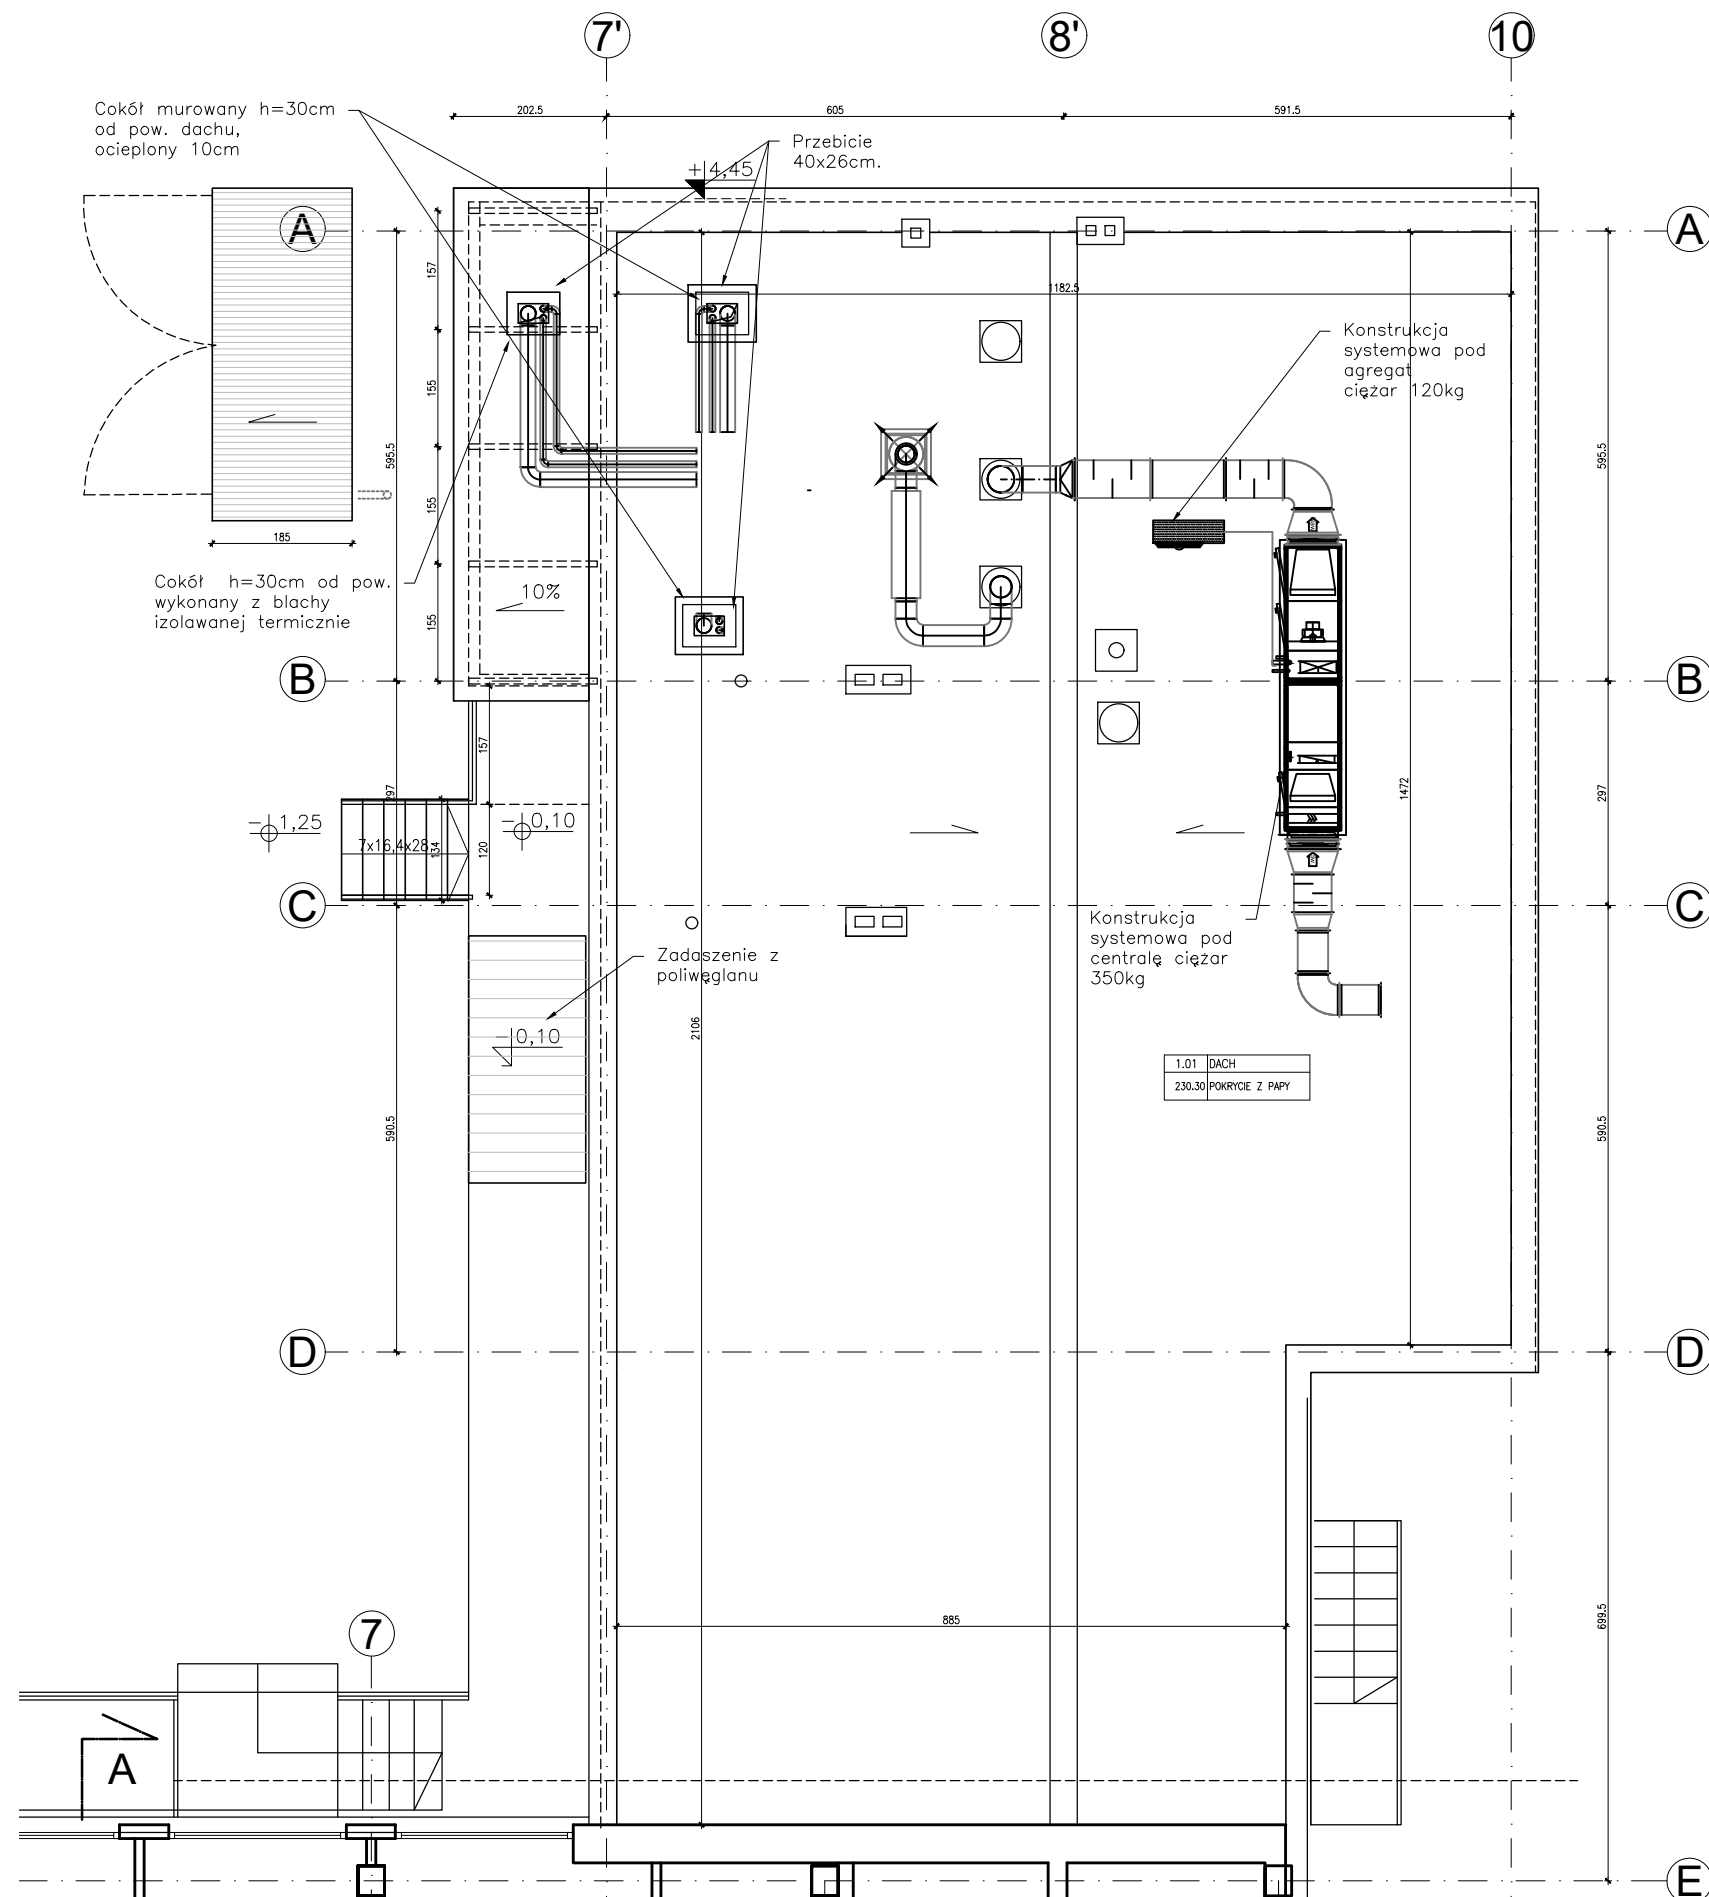 7'
8'
10
202.5
605
591.5
Cokół murowany h=30cm
od pow. dachu,
ocieplony 10cm
Przebicie
40x26cm.
+4,45
A
A
157
1182.5
Konstrukcja
systemowa pod
agregat
ciężar 120kg
155
595.5
595.5
155
185
Cokół h=30cm od pow.
wykonany z blachy
izolawanej termicznie
10%
155
B
B
157
297
1472
297
-1,25
-0,10
7x16,4x28
134
120
C
C
Konstrukcja
systemowa pod
centralę ciężar
350kg
Zadaszenie z
poliwęglanu
2106
-0,10
1.01 DACH
230.30 POKRYCIE Z PAPY
590.5
590.5
D
D
885
699.5
7
A
E